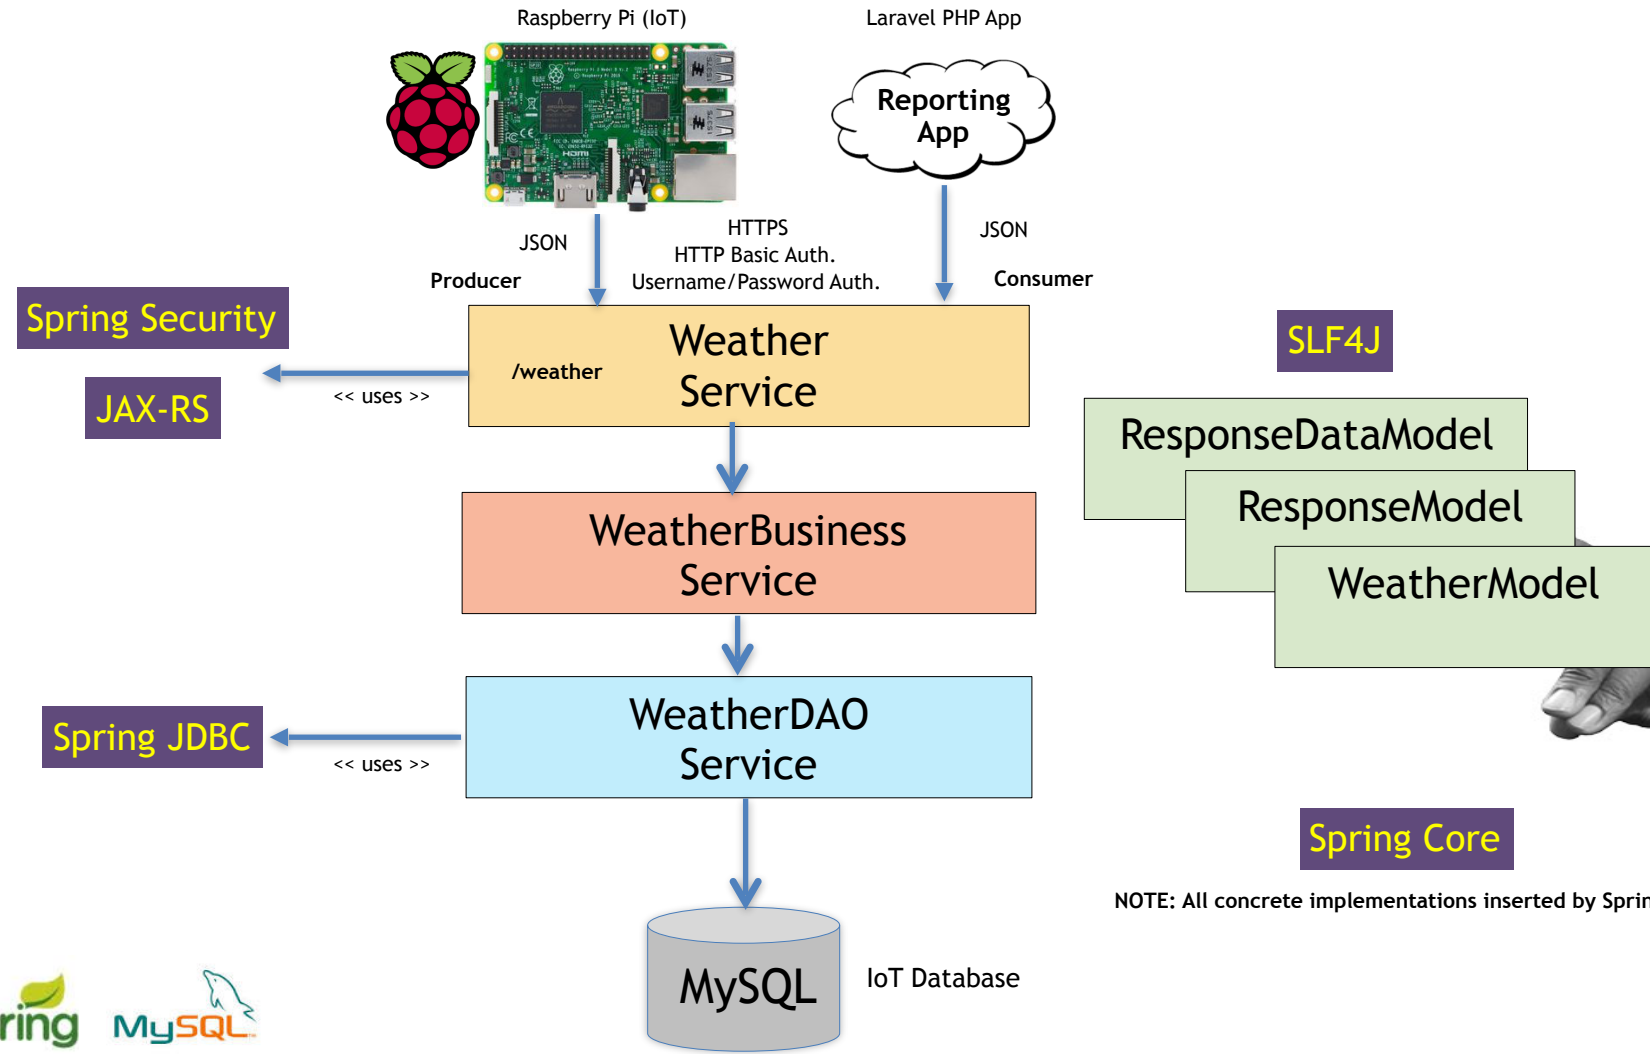 Raspberry Pi (IoT)
Laravel PHP App
Reporting
App
HDMI
JSON
HTTPS
HTTP Basic Auth.
Username/Password Auth.
JSON
Producer
Consumer
Spring Security
JAX-RS
<< uses >>
/weather
Weather
Service
SLF4J
ResponseDataModel
ResponseModel
WeatherModel
WeatherBusiness
Service
Spring JDBC
<< uses >>
WeatherDAO
Service
Spring Core
NOTE: All concrete implementations inserted by Sprin
MySQL
IoT Database
ring
MySQL